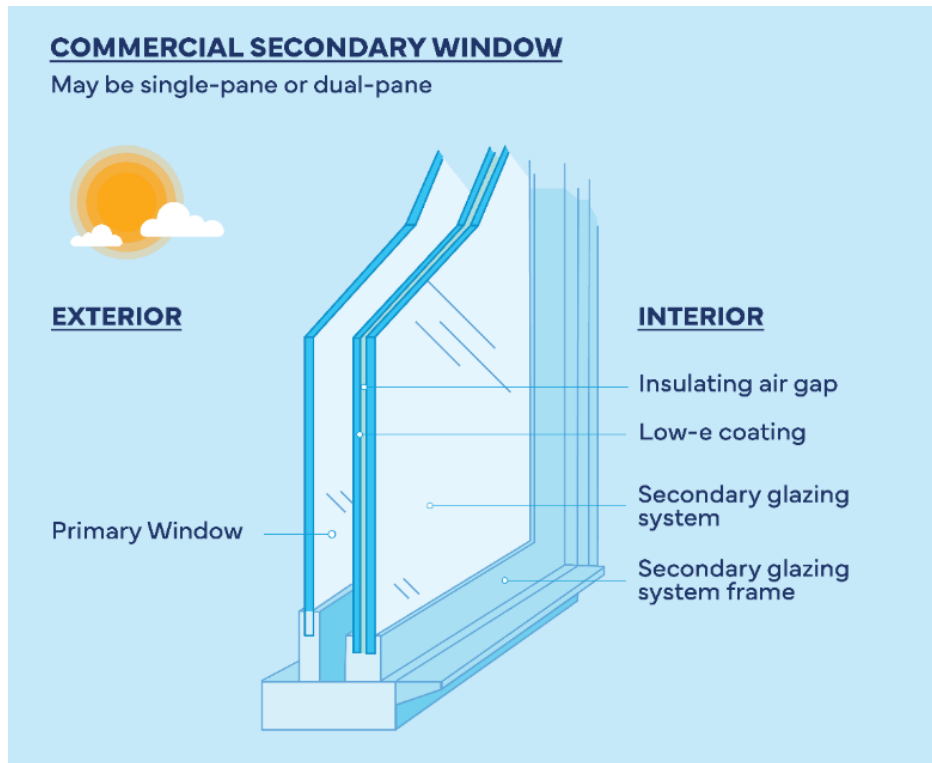 COMMERCIAL SECONDARY WINDOW
May be single-pane or dual-pane
EXTERIOR
INTERIOR
Insulating air gap
Low-e coating
Secondary glazing
system
Primary Window
Secondary glazing
system frame